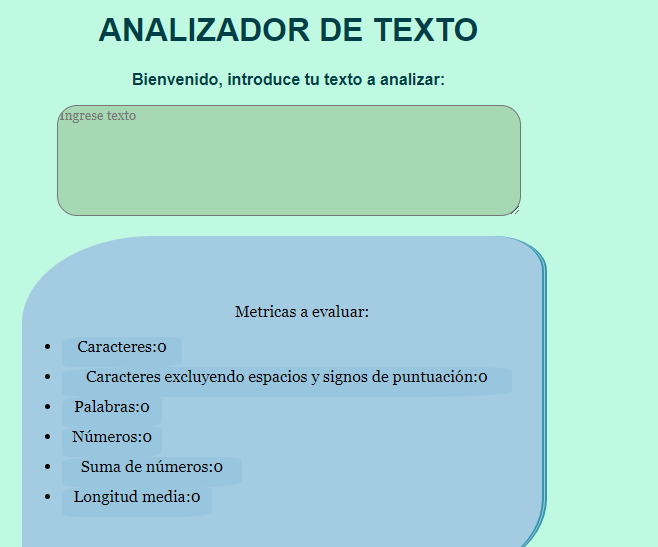 ANALIZADOR DE TEXTO
Bienvenido, introduce tu texto a analizar:
Ingrese texto
Metricas a evaluar:
Caracteres:0
Caracteres excluyendo espacios y signos de puntuación:0
Palabras:0
Números:0
Suma de números:0
Longitud media:0